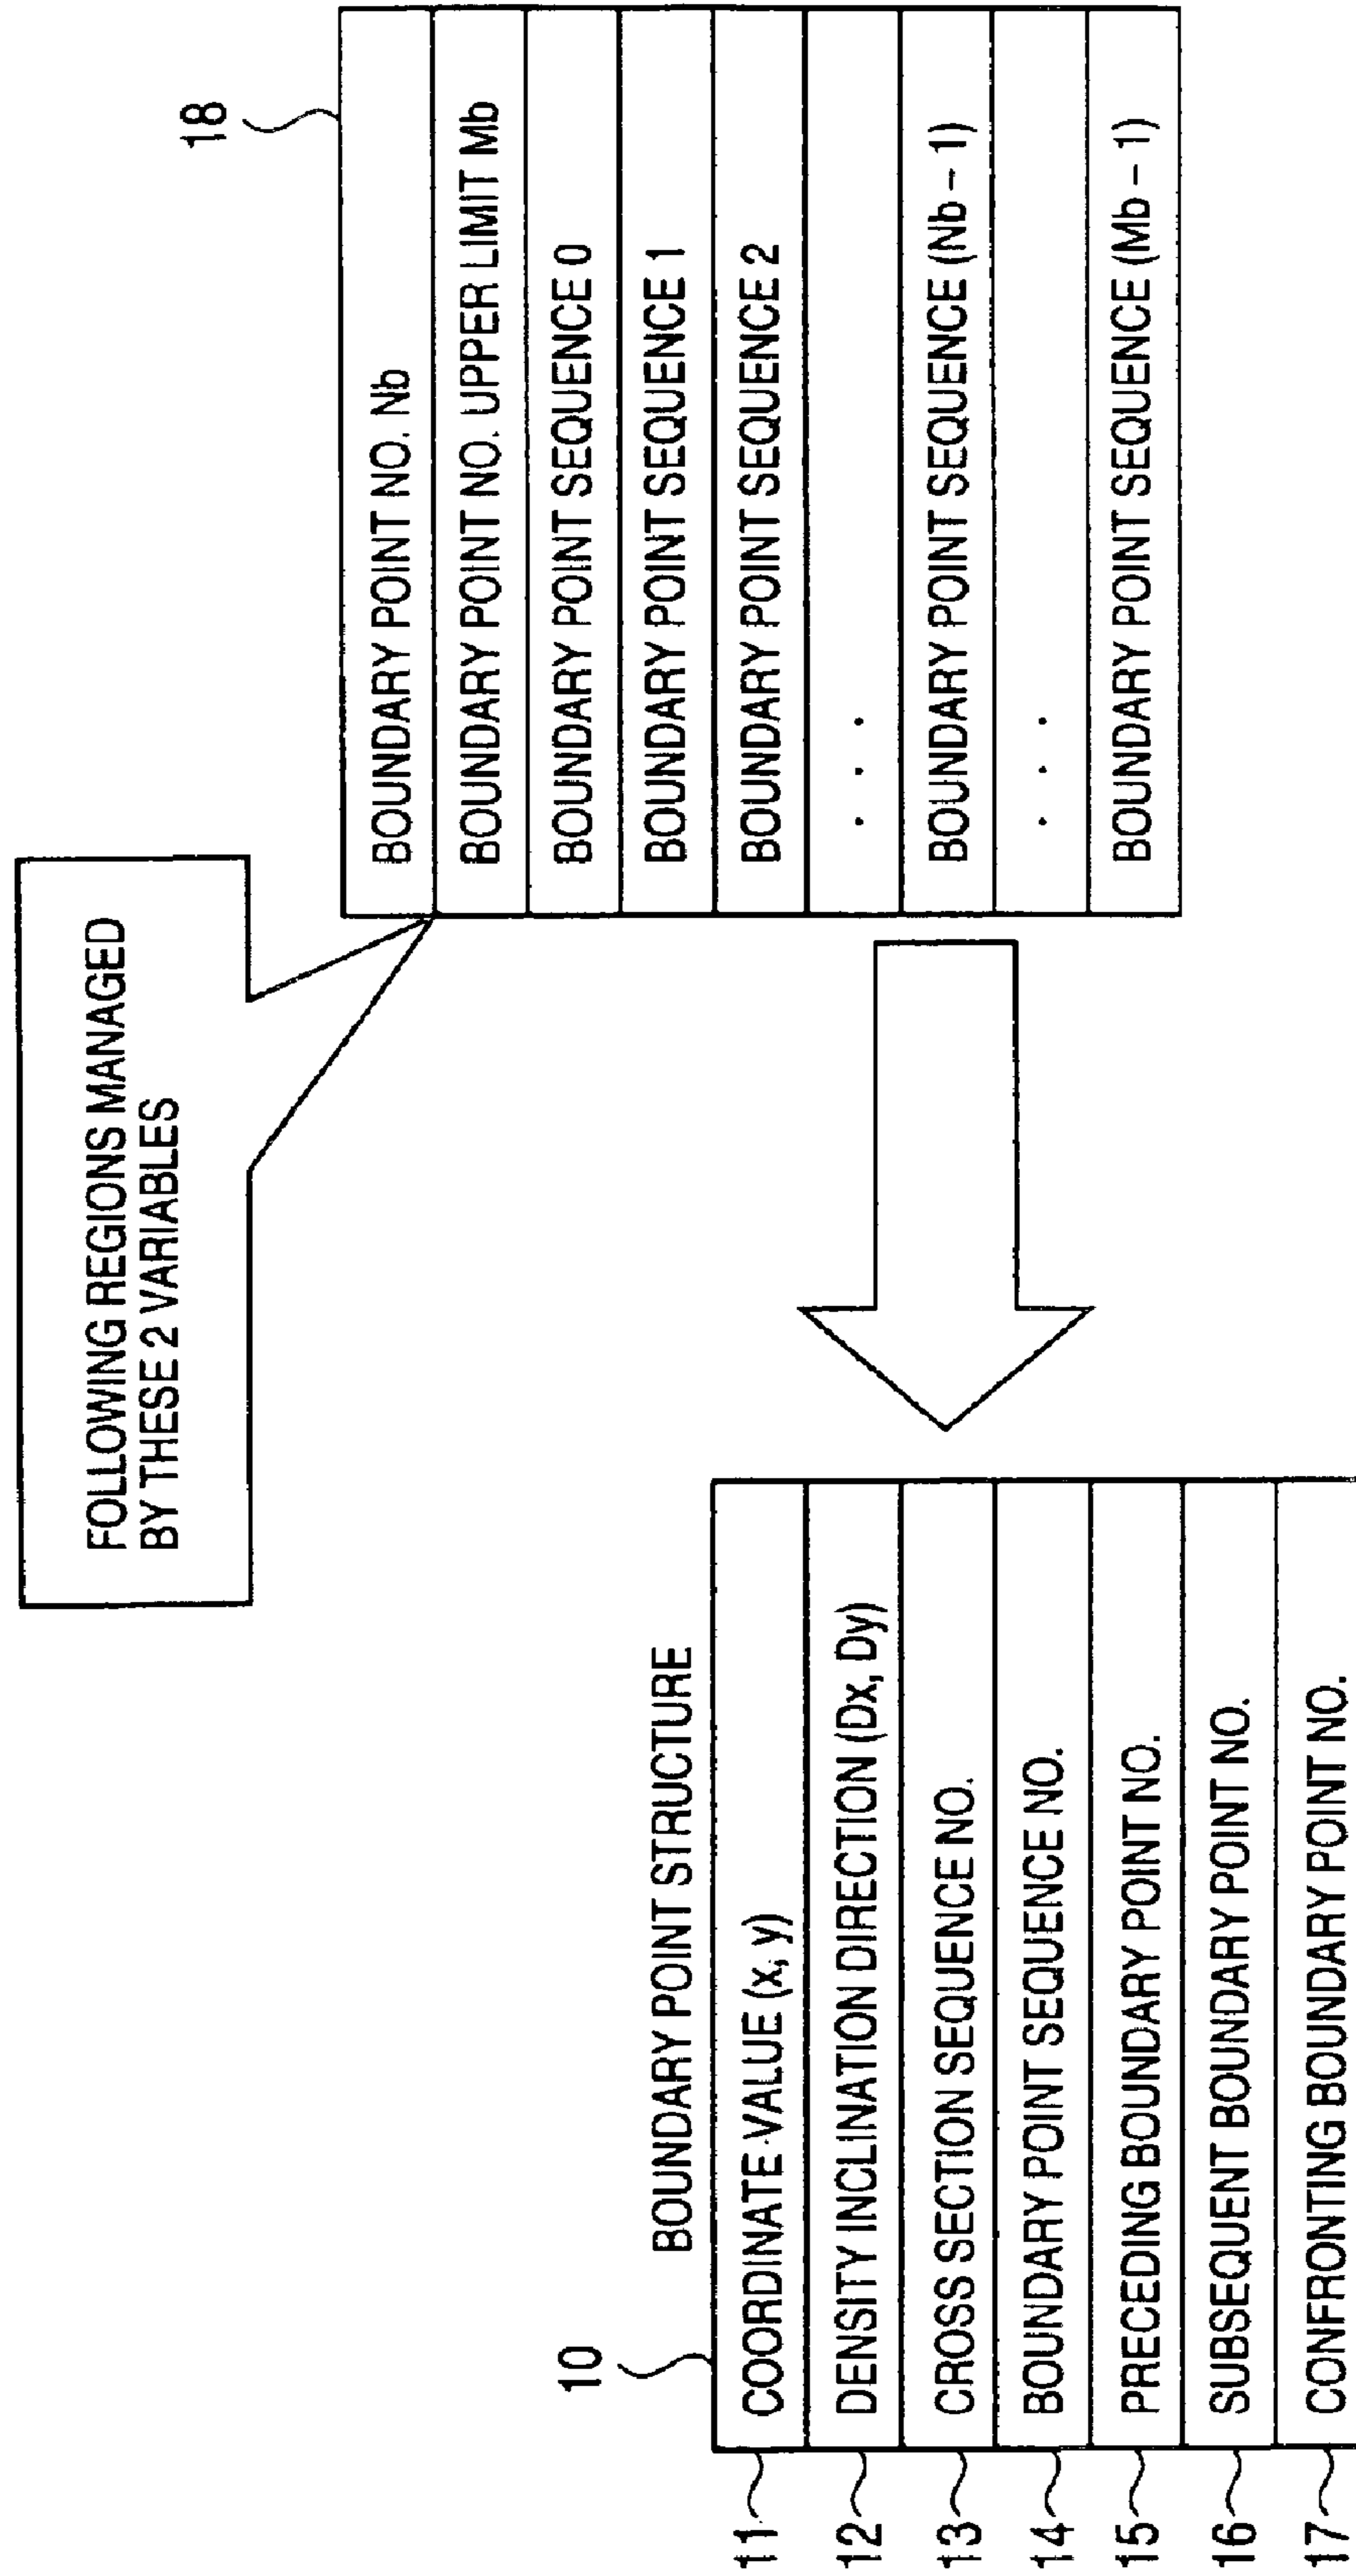 BOUNDARY POINT STRUCTURE
10
11 COORDINATE VALUE (x, y)
12 DENSITY INCLINATION DIRECTION (Dx, Dy)
13 CROSS SECTION SEQUENCE NO.
14 BOUNDARY POINT SEQUENCE NO.
15 PRECEDING BOUNDARY POINT NO.
16 SUBSEQUENT BOUNDARY POINT NO.
17 CONFRONTING BOUNDARY POINT NO.
FOLLOWING REGIONS MANAGED
BY THESE 2 VARIABLES
18
BOUNDARY POINT NO. Nb
BOUNDARY POINT NO. UPPER LIMIT Mb
BOUNDARY POINT SEQUENCE 0
BOUNDARY POINT SEQUENCE 1
BOUNDARY POINT SEQUENCE 2
. . .
BOUNDARY POINT SEQUENCE (Nb – 1)
. . .
BOUNDARY POINT SEQUENCE (Mb – 1)